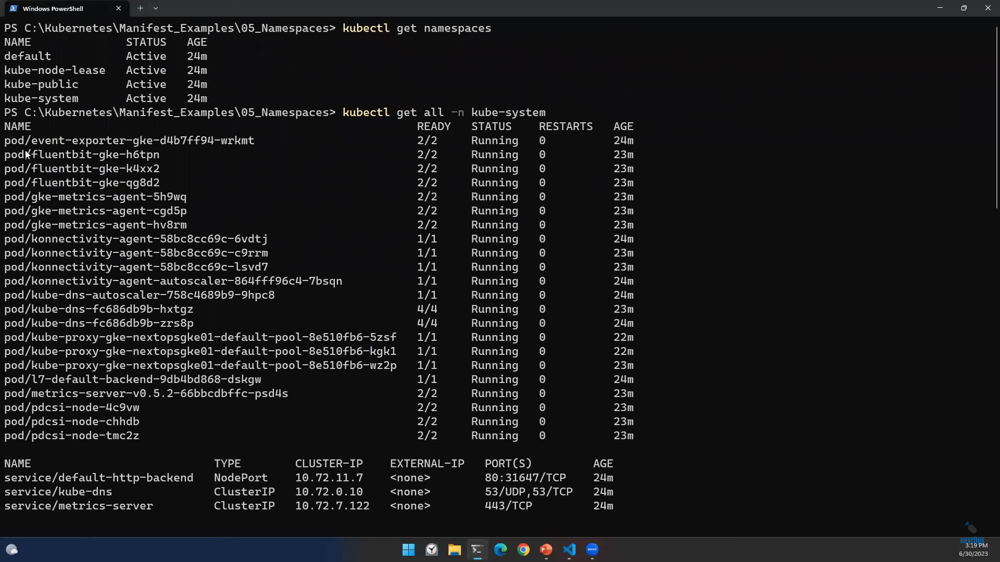 Windows PowerShell
PS C:\Kubernetes\Manifest_Examples\05_Namespaces> kubectl get namespaces
NAME STATUS AGE
default Active 24m
kube-node-lease Active 24m
kube-public Active 24m
kube-system Active 24m
PS C:\Kubernetes\Manifest_Examples\05_Namespaces> kubectl get all -n kube-system
NAME READY STATUS RESTARTS AGE
pod/event-exporter-gke-d4b7ff94-wrkmt 2/2 Running 0 24m
pod/fluentbit-gke-h6tpn 2/2 Running 0 23m
pod/fluentbit-gke-k4xx2 2/2 Running 0 23m
pod/fluentbit-gke-qg8d2 2/2 Running 0 23m
pod/gke-metrics-agent-5h9wq 2/2 Running 0 23m
pod/gke-metrics-agent-cgd5p 2/2 Running 0 23m
pod/gke-metrics-agent-hv8rm 2/2 Running 0 23m
pod/konnectivity-agent-58bc8cc69c-6vdtj 1/1 Running 0 24m
pod/konnectivity-agent-58bc8cc69c-c9rrm 1/1 Running 0 23m
pod/konnectivity-agent-58bc8cc69c-lsvd7 1/1 Running 0 23m
pod/konnectivity-agent-autoscaler-864fff96c4-7bsqn 1/1 Running 0 24m
pod/kube-dns-autoscaler-758c4689b9-9hpc8 1/1 Running 0 24m
pod/kube-dns-fc686db9b-hxtgz 4/4 Running 0 23m
pod/kube-dns-fc686db9b-zrs8p 4/4 Running 0 24m
pod/kube-proxy-gke-nextopsgke01-default-pool-8e510fb6-5zsf 1/1 Running 0 22m
pod/kube-proxy-gke-nextopsgke01-default-pool-8e510fb6-kgk1 1/1 Running 0 22m
pod/kube-proxy-gke-nextopsgke01-default-pool-8e510fb6-wz2p 1/1 Running 0 23m
pod/l7-default-backend-9db4bd868-dskgw 1/1 Running 0 24m
pod/metrics-server-v0.5.2-66bbcdbffc-psd4s 2/2 Running 0 23m
pod/pdcsi-node-4c9vw 2/2 Running 0 23m
pod/pdcsi-node-chhdb 2/2 Running 0 23m
pod/pdcsi-node-tmc2z 2/2 Running 0 23m
NAME TYPE CLUSTER-IP EXTERNAL-IP PORT(S) AGE
service/default-http-backend NodePort 10.72.11.7 <none> 80:31647/TCP 24m
service/kube-dns ClusterIP 10.72.0.10 <none> 53/UDP,53/TCP 24m
service/metrics-server ClusterIP 10.72.7.122 <none> 443/TCP 24m
nextOps
zoom
3:19 PM
6/30/2023